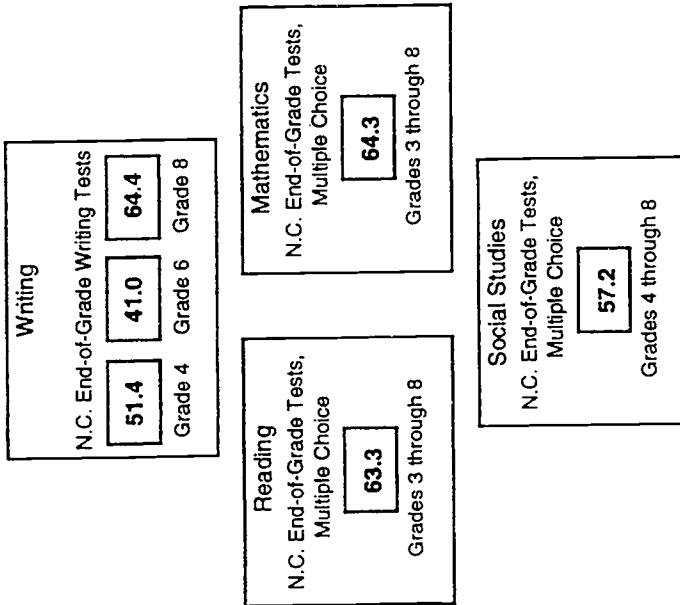 Writing
N.C. End-of-Grade Writing Tests
51.4 41.0 64.4
Grade 4 Grade 6 Grade 8
Reading
N.C. End-of-Grade Tests,
Multiple Choice
63.3
Grades 3 through 8
Mathematics
N.C. End-of-Grade Tests,
Multiple Choice
64.3
Grades 3 through 8
Social Studies
N.C. End-of-Grade Tests,
Multiple Choice
57.2
Grades 4 through 8